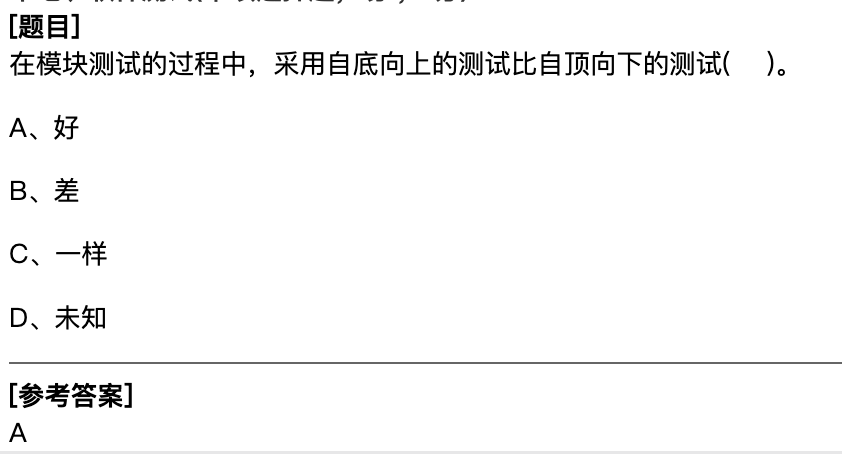 [题目]
在模块测试的过程中，采用自底向上的测试比自顶向下的测试(     )。
A、好
B、差
C、一样
D、未知
[参考答案]
A